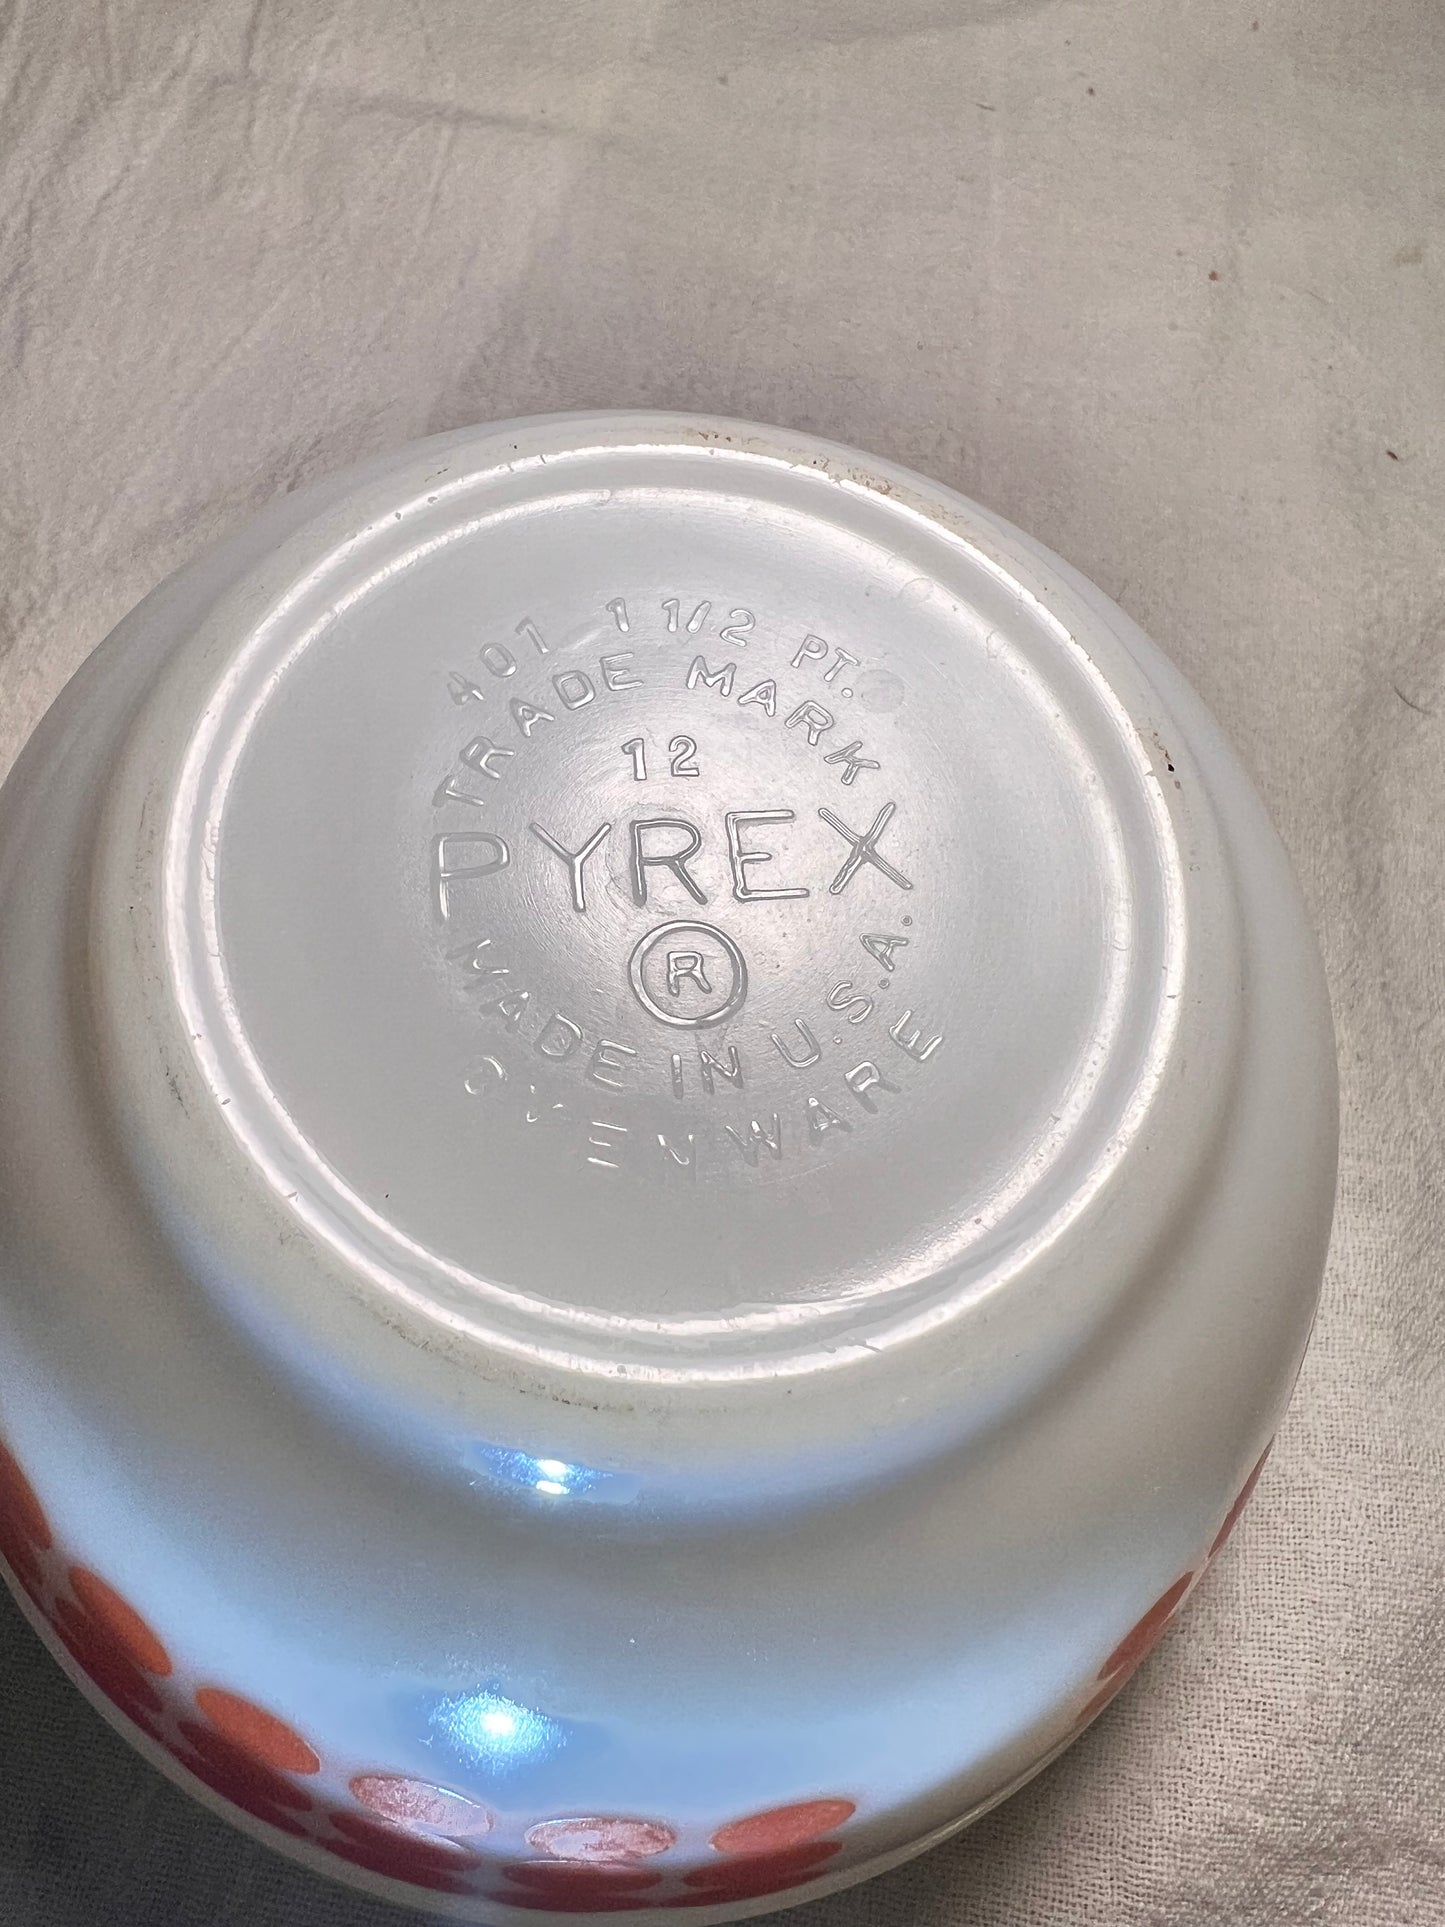 401 1 1/2 PT.
TRADE MARK
12
PYREX
®
MADE IN U.S.A.
OVENWARE